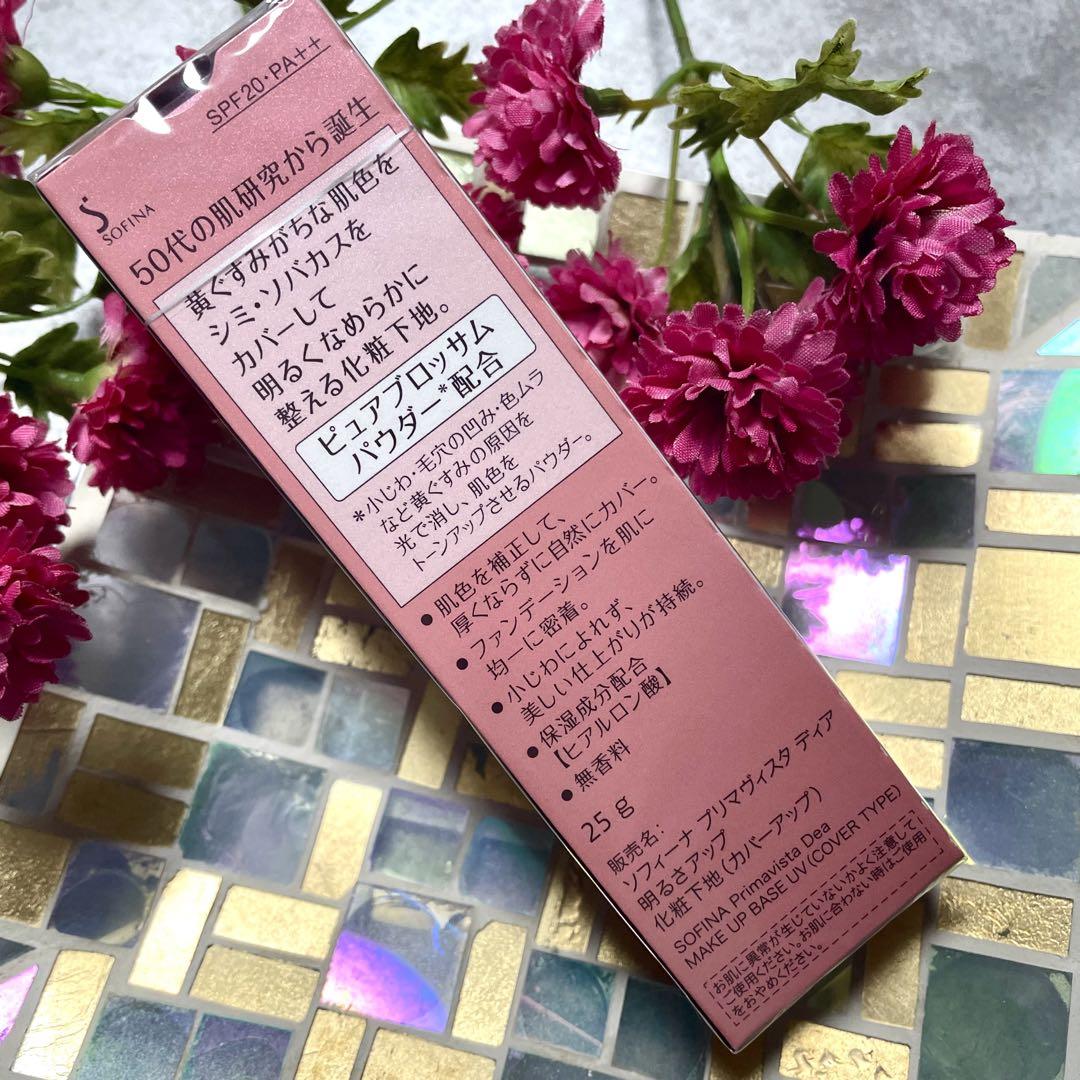 SPF20・PA++
SOFINA
50代の肌研究から誕生
黄ぐすみがちな肌色を
シミ・ソバカスを
カバーして
明るくなめらかに
整える化粧下地。
ピュアブロッサム
パウダー*配合
*小じわ・毛穴の凹み・色ムラ
など黄ぐすみの原因を
光で消し、肌色を
トーンアップさせるパウダー。
●肌色を補正して、
厚くならずに自然にカバー。
●ファンデーションを肌に
均一に密着。
●小じわによれず、
美しい仕上がりが持続。
●保湿成分配合
【ヒアルロン酸】
●無香料
25 g
販売名:
ソフィーナ プリマヴィスタ ディア
明るさアップ
化粧下地(カバーアップ)
SOFINA Primavista Dea
MAKE UP BASE UV(COVER TYPE)
お肌に異常が生じていないかよく注意して
ご使用ください。お肌に合わない時はご使用
をおやめください。